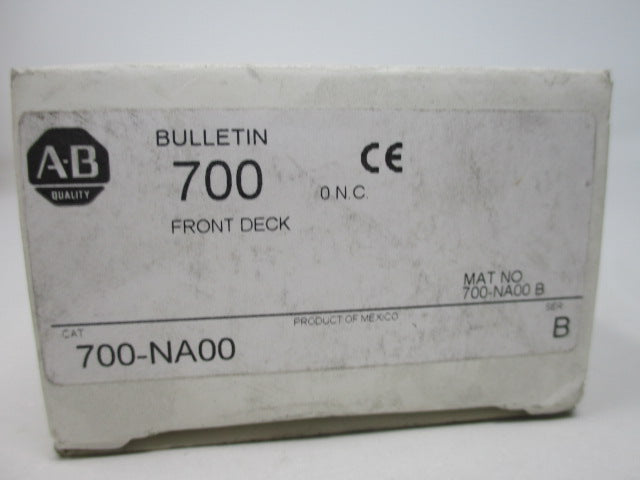 A-B
QUALITY
BULLETIN
700
0 N.C.
FRONT DECK
CE
MAT NO
700-NA00 B
PRODUCT OF MEXICO
CAT
700-NA00
SER
B